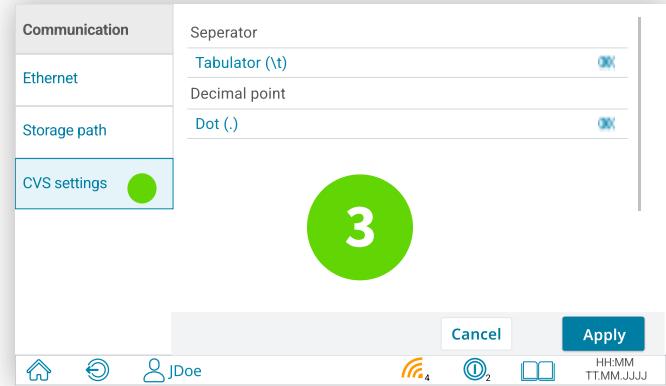 Communication
Ethernet
Storage path
CVS settings
Seperator
Tabulator (\t)
Decimal point
Dot (.)
3
Cancel
Apply
JDoe
4
2
HH:MM
TT.MM.JJJJ